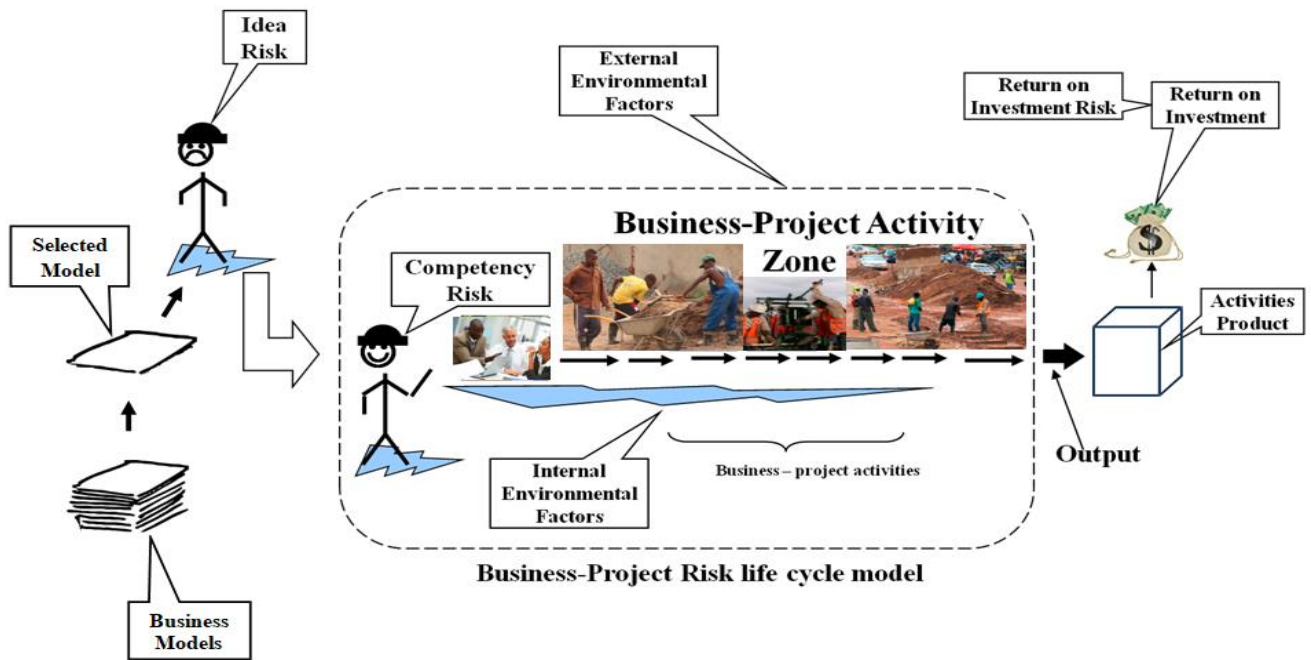 Idea
Risk
External
Environmental
Factors
Return on
Investment Risk
Return on
Investment
Selected
Model
Business-Project Activity
Zone
Competency
Risk
Activities
Product
Output
Internal
Environmental
Factors
Business – project activities
Business-Project Risk life cycle model
Business
Models
$